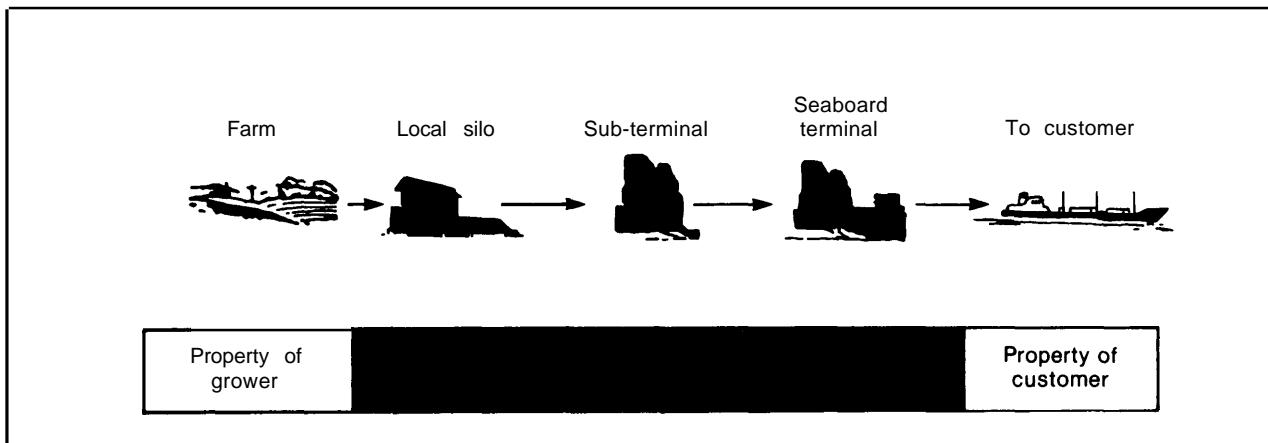 Farm
Local silo
Sub-terminal
Seaboard
terminal
To customer
Property of
grower
Property of
customer